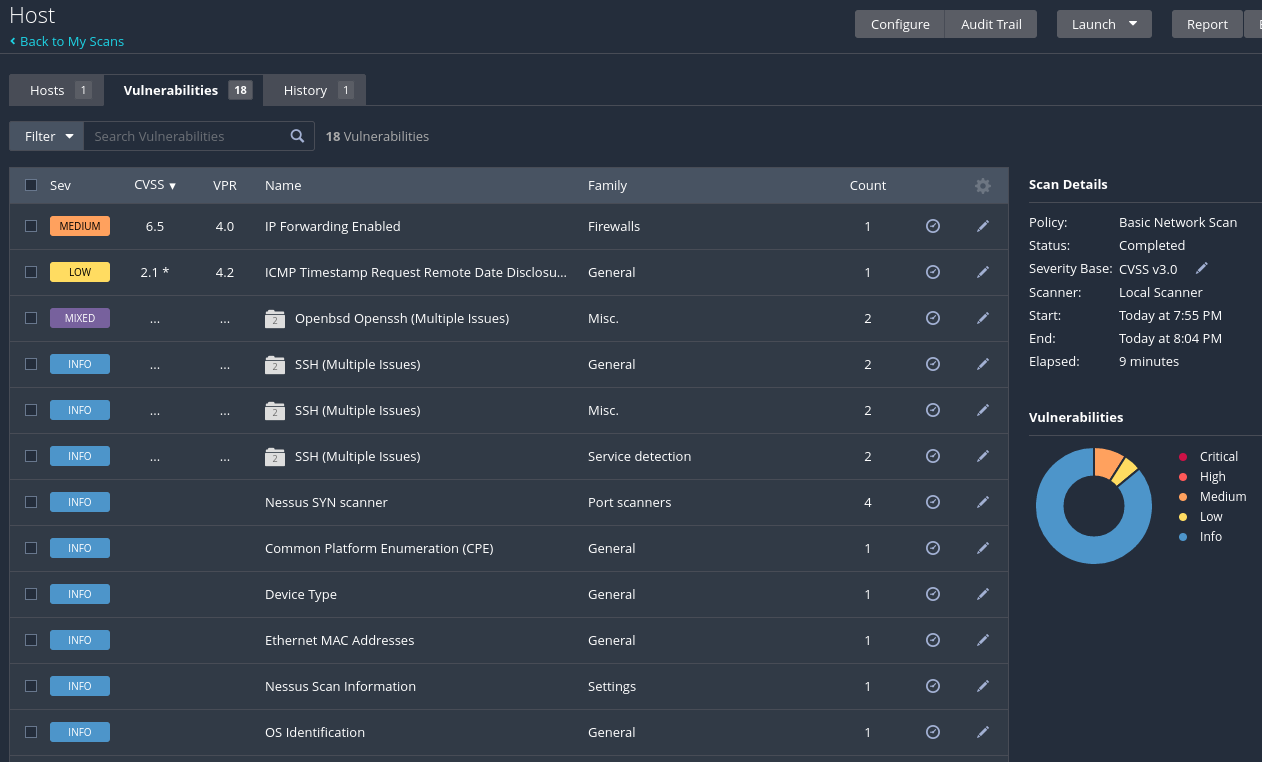 Host
Back to My Scans
Configure Audit Trail Launch Report
Hosts 1 Vulnerabilities 18 History 1
Filter Search Vulnerabilities 18 Vulnerabilities
Sev CVSS VPR Name Family Count
MEDIUM 6.5 4.0 IP Forwarding Enabled Firewalls 1
LOW 2.1 * 4.2 ICMP Timestamp Request Remote Date Disclosu... General 1
MIXED ... ... 2 Openbsd Openssh (Multiple Issues) Misc. 2
INFO ... ... 2 SSH (Multiple Issues) General 2
INFO ... ... 2 SSH (Multiple Issues) Misc. 2
INFO ... ... 2 SSH (Multiple Issues) Service detection 2
INFO Nessus SYN scanner Port scanners 4
INFO Common Platform Enumeration (CPE) General 1
INFO Device Type General 1
INFO Ethernet MAC Addresses General 1
INFO Nessus Scan Information Settings 1
INFO OS Identification General 1
Scan Details
Policy: Basic Network Scan
Status: Completed
Severity Base: CVSS v3.0
Scanner: Local Scanner
Start: Today at 7:55 PM
End: Today at 8:04 PM
Elapsed: 9 minutes
Vulnerabilities
Critical
High
Medium
Low
Info